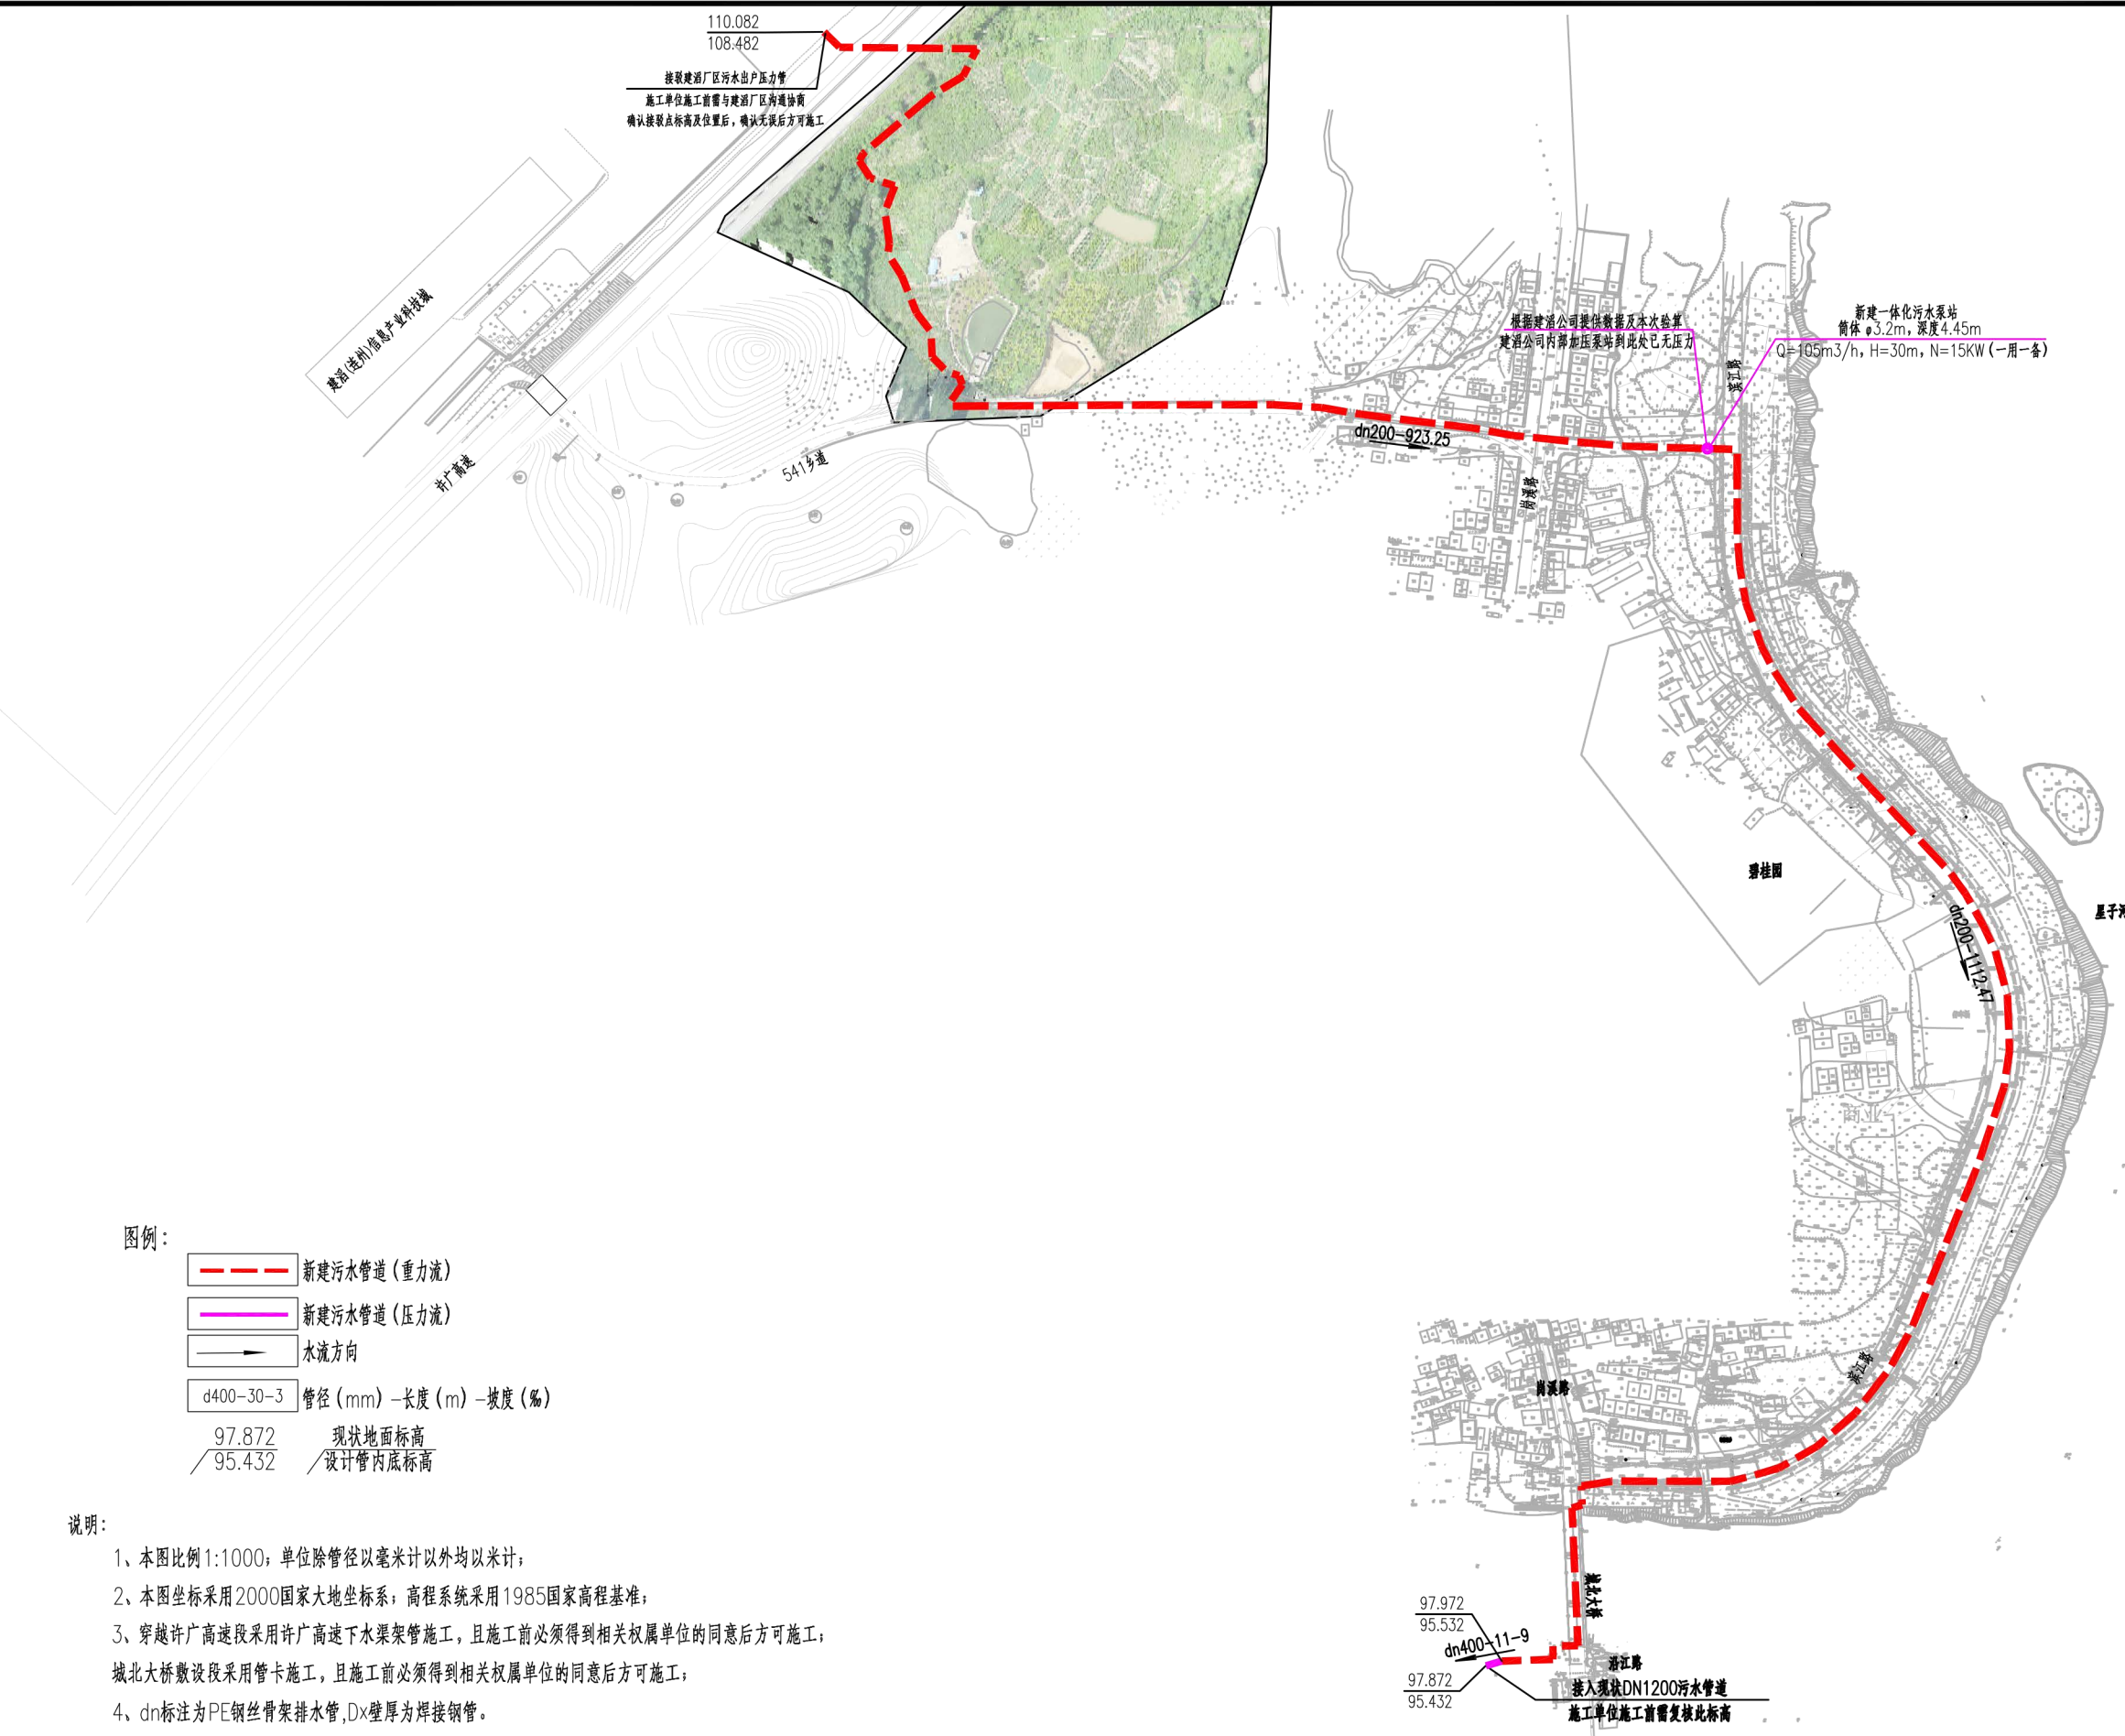 110.082
108.482
接驳建滔厂区污水出户压力管
施工单位施工前需与建滔厂区沟通协商
确认接驳点标高及位置后，确认无误后方可施工
建滔(连州)信息产业科技城
许广高速
541乡道
dn200-923.25
岗溪路
根据建滔公司提供数据及本次验算
建滔公司内部加压泵站到此处已无压力
滨江路
新建一体化污水泵站
筒体 φ3.2m，深度4.45m
Q=105m3/h，H=30m，N=15KW（一用一备）
碧桂园
星子河
dn200-1112.47
滨江路
岗溪路
城北大桥
97.972
95.532
dn400-11-9
97.872
95.432
沿江路
接入现状DN1200污水管道
施工单位施工前需复核此标高
图例：
新建污水管道（重力流）
新建污水管道（压力流）
水流方向
d400-30-3 管径（mm）-长度（m）-坡度（‰）
97.872 现状地面标高
95.432 设计管内底标高
说明：
1、本图比例1:1000；单位除管径以毫米计以外均以米计；
2、本图坐标采用2000国家大地坐标系；高程系统采用1985国家高程基准；
3、穿越许广高速段采用许广高速下水渠架管施工，且施工前必须得到相关权属单位的同意后方可施工；
城北大桥敷设段采用管卡施工，且施工前必须得到相关权属单位的同意后方可施工；
4、dn标注为PE钢丝骨架排水管,Dx壁厚为焊接钢管。